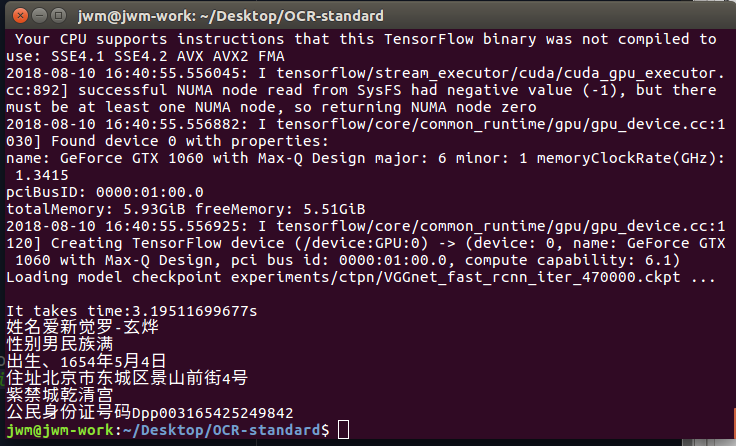 jwm@jwm-work: ~/Desktop/OCR-standard
Your CPU supports instructions that this TensorFlow binary was not compiled to
use: SSE4.1 SSE4.2 AVX AVX2 FMA
2018-08-10 16:40:55.556045: I tensorflow/stream_executor/cuda/cuda_gpu_executor.
cc:892] successful NUMA node read from SysFS had negative value (-1), but there
must be at least one NUMA node, so returning NUMA node zero
2018-08-10 16:40:55.556882: I tensorflow/core/common_runtime/gpu/gpu_device.cc:1
030] Found device 0 with properties:
name: GeForce GTX 1060 with Max-Q Design major: 6 minor: 1 memoryClockRate(GHz):
1.3415
pciBusID: 0000:01:00.0
totalMemory: 5.93GiB freeMemory: 5.51GiB
2018-08-10 16:40:55.556925: I tensorflow/core/common_runtime/gpu/gpu_device.cc:1
120] Creating TensorFlow device (/device:GPU:0) -> (device: 0, name: GeForce GTX
1060 with Max-Q Design, pci bus id: 0000:01:00.0, compute capability: 6.1)
Loading model checkpoint experiments/ctpn/VGGnet_fast_rcnn_iter_470000.ckpt ...
It takes time:3.19511699677s
姓名爱新觉罗-玄烨
性别男民族满
出生、1654年5月4日
住址北京市东城区景山前街4号
紫禁城乾清宫
公民身份证号码Dpp003165425249842
jwm@jwm-work:~/Desktop/OCR-standard$